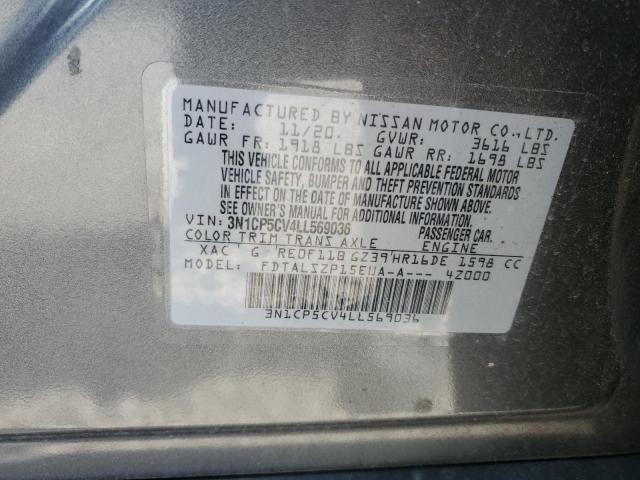 MANUFACTURED BY NISSAN MOTOR CO.,LTD.
DATE: 11/20. GVWR: 3616 LBS
GAWR FR: 1918 LBS GAWR RR: 1698 LBS
THIS VEHICLE CONFORMS TO ALL APPLICABLE FEDERAL MOTOR
VEHICLE SAFETY, BUMPER AND THEFT PREVENTION STANDARDS
IN EFFECT ON THE DATE OF MANUFACTURE SHOWN ABOVE.
SEE OWNER'S MANUAL FOR ADDITIONAL INFORMATION.
VIN: 3N1CP5CV4LL569036 PASSENGER CAR.
COLOR TRIM TRANS AXLE ENGINE
XAC G RE0F11B GZ39 HR16DE 1598 CC
MODEL: FDTALSZP15EUA-A--- 42000
3N1CP5CV4LL569036